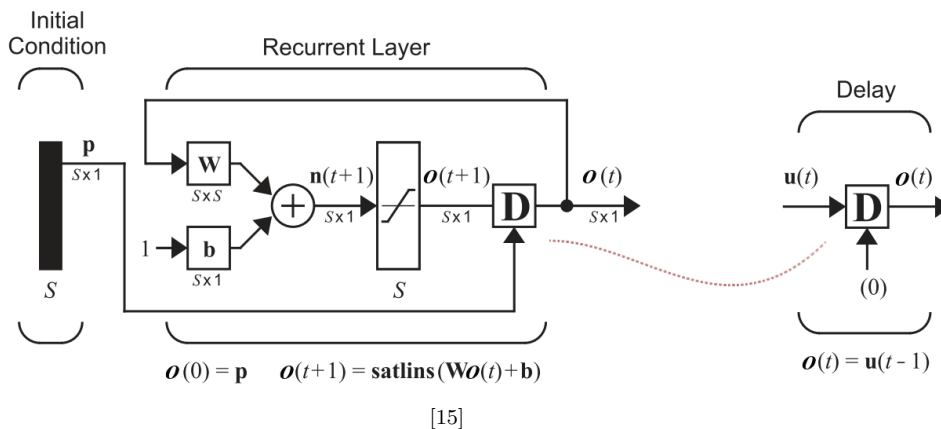 Initial
Condition
Recurrent Layer
Delay
p
S x 1
W
S x S
n(t+1)
S x 1
o(t+1)
S x 1
D
o(t)
S x 1
u(t)
D
o(t)
1
b
S x 1
S
S
(0)
o(0) = p
o(t+1) = satlins(Wo(t)+b)
o(t) = u(t - 1)
[15]